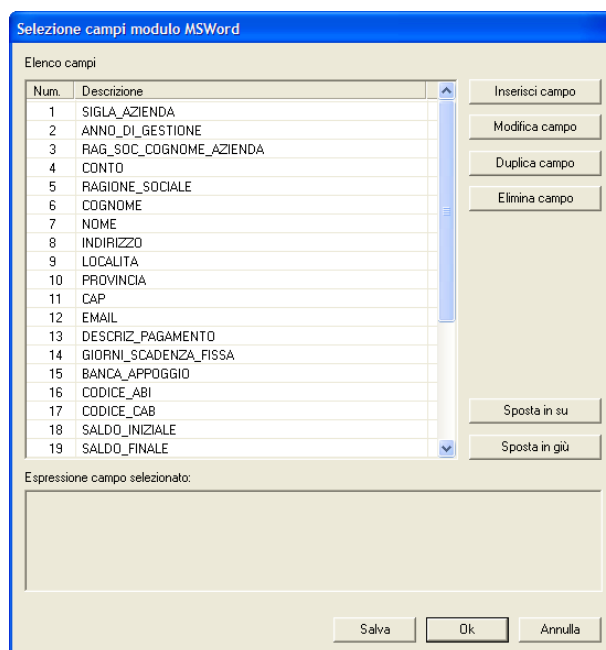 Selezione campi modulo MSWord
Elenco campi
Num. Descrizione
1 SIGLA_AZIENDA
2 ANNO_DI_GESTIONE
3 RAG_SOC_COGNOME_AZIENDA
4 CONTO
5 RAGIONE_SOCIALE
6 COGNOME
7 NOME
8 INDIRIZZO
9 LOCALITA
10 PROVINCIA
11 CAP
12 EMAIL
13 DESCRIZ_PAGAMENTO
14 GIORNI_SCADENZA_FISSA
15 BANCA_APPOGGIO
16 CODICE_ABI
17 CODICE_CAB
18 SALDO_INIZIALE
19 SALDO_FINALE
Inserisci campo
Modifica campo
Duplica campo
Elimina campo
Sposta in su
Sposta in giù
Espressione campo selezionato:
Salva Ok Annulla